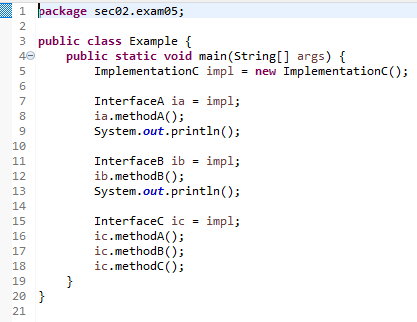 1 package sec02.exam05;
2
3 public class Example {
4 public static void main(String[] args) {
5 ImplementationC impl = new ImplementationC();
6
7 InterfaceA ia = impl;
8 ia.methodA();
9 System.out.println();
10
11 InterfaceB ib = impl;
12 ib.methodB();
13 System.out.println();
14
15 InterfaceC ic = impl;
16 ic.methodA();
17 ic.methodB();
18 ic.methodC();
19 }
20 }
21